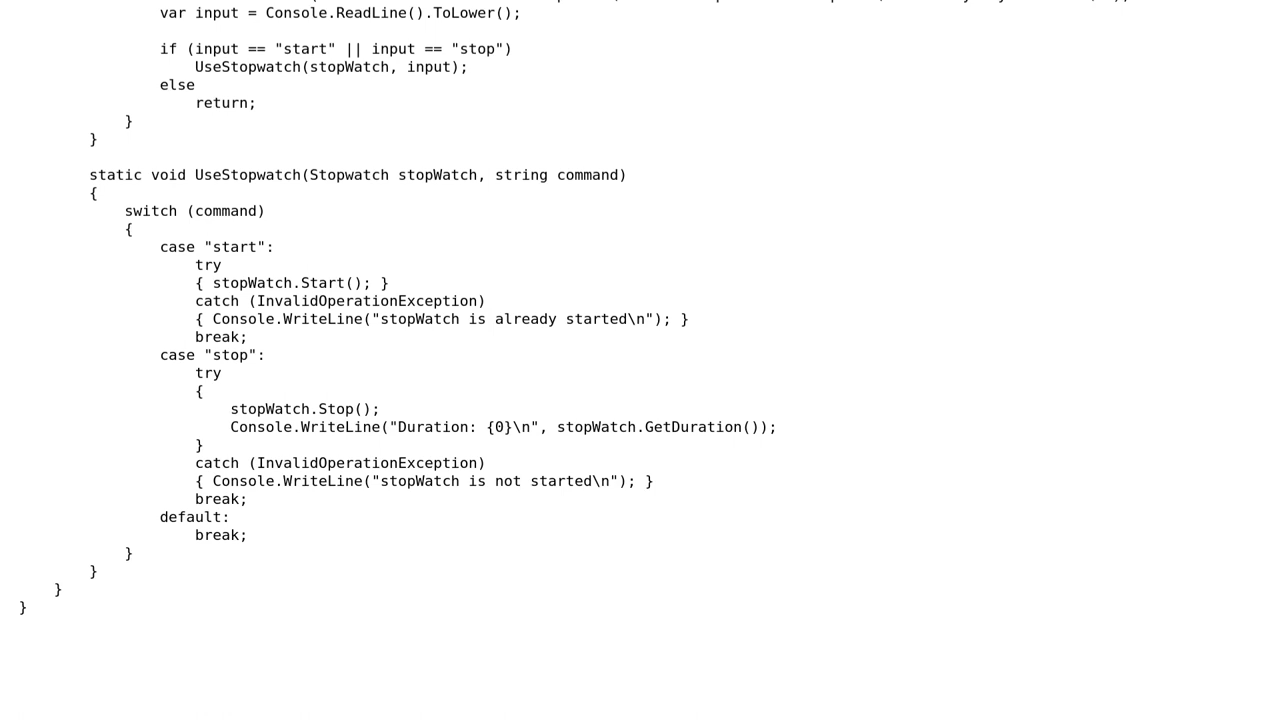 var input = Console.ReadLine().ToLower();
if (input == "start" || input == "stop")
UseStopwatch(stopWatch, input);
else
return;
}
}
static void UseStopwatch(Stopwatch stopWatch, string command)
{
switch (command)
{
case "start":
try
{ stopWatch.Start(); }
catch (InvalidOperationException)
{ Console.WriteLine("stopWatch is already started\n"); }
break;
case "stop":
try
{
stopWatch.Stop();
Console.WriteLine("Duration: {0}\n", stopWatch.GetDuration());
}
catch (InvalidOperationException)
{ Console.WriteLine("stopWatch is not started\n"); }
break;
default:
break;
}
}
}
}